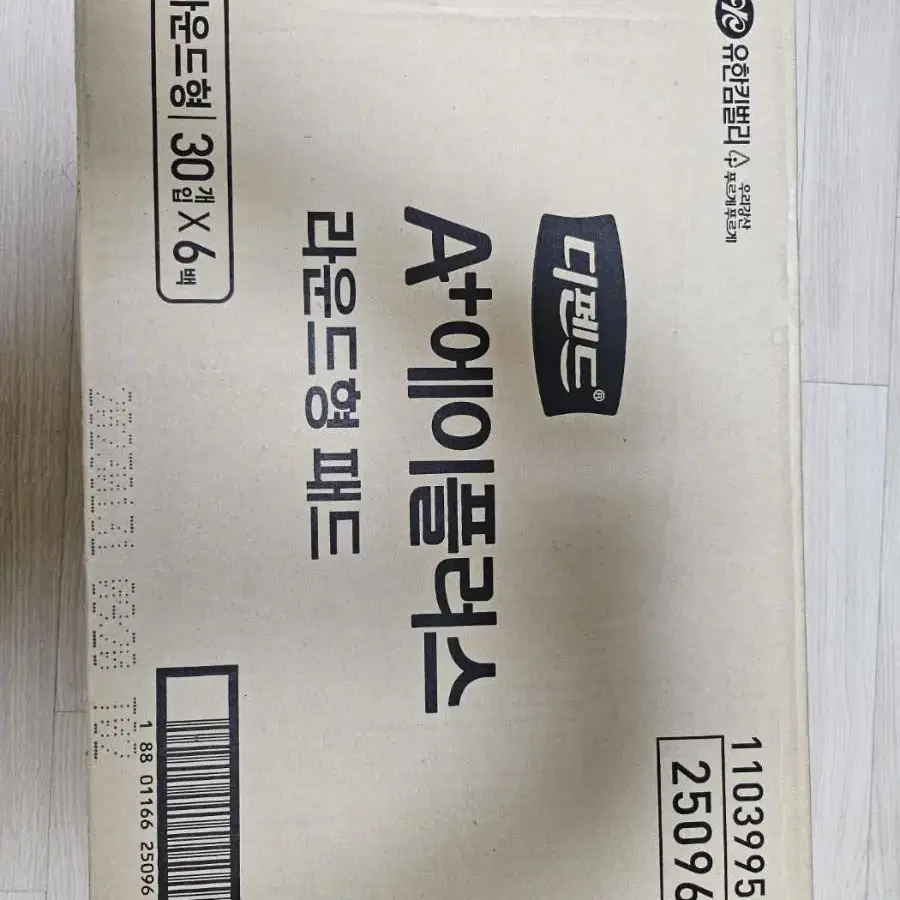 유한킴벌리 우리강산
푸르게푸르게
디펜드®
A+에이플러스
라운드형 패드
라운드형 | 30개입 X 6백
1103995
25096
1 88 01166 25096